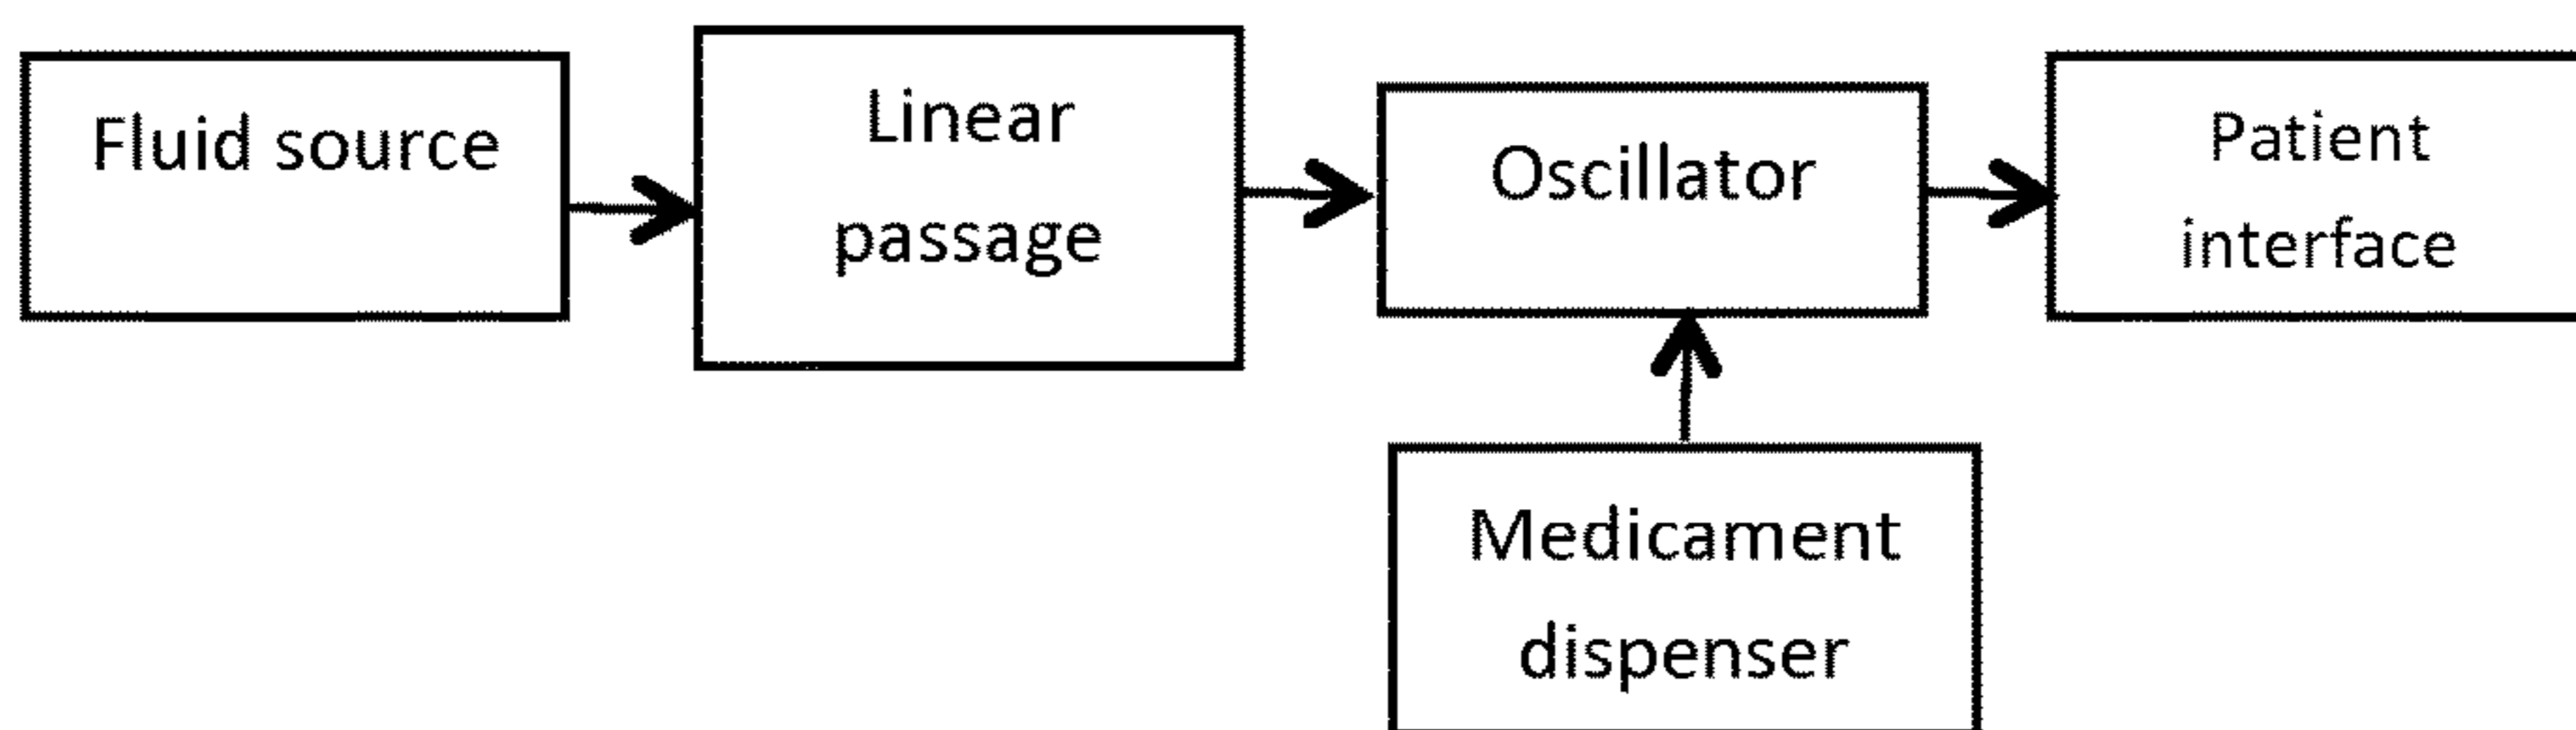 Fluid source
Linear
passage
Oscillator
Patient
interface
Medicament
dispenser